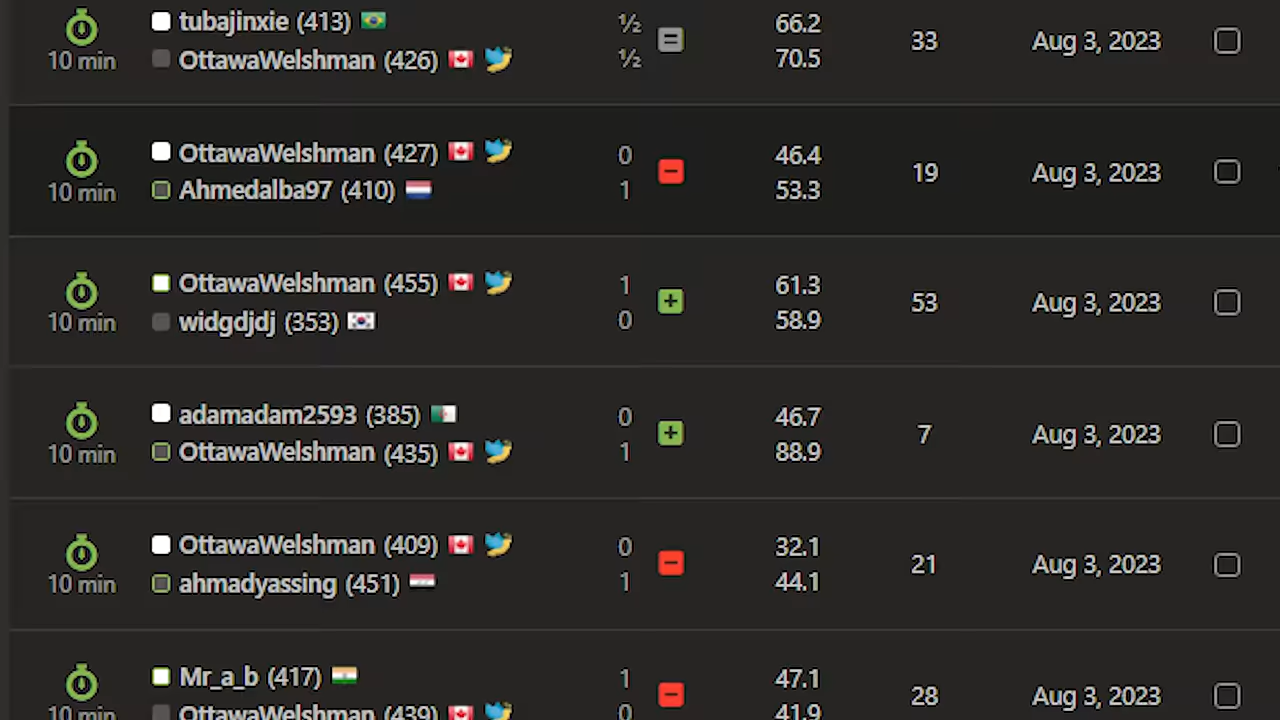 tubajinxie (413) ½ 66.2
10 min OttawaWelshman (426) ½ 70.5 33 Aug 3, 2023
OttawaWelshman (427) 0 46.4
10 min Ahmedalba97 (410) 1 53.3 19 Aug 3, 2023
OttawaWelshman (455) 1 61.3
10 min widgdjdj (353) 0 58.9 53 Aug 3, 2023
adamadam2593 (385) 0 46.7
10 min OttawaWelshman (435) 1 88.9 7 Aug 3, 2023
OttawaWelshman (409) 0 32.1
10 min ahmadyassing (451) 1 44.1 21 Aug 3, 2023
Mr_a_b (417) 1 47.1
10 min OttawaWelshman (439) 0 41.9 28 Aug 3, 2023